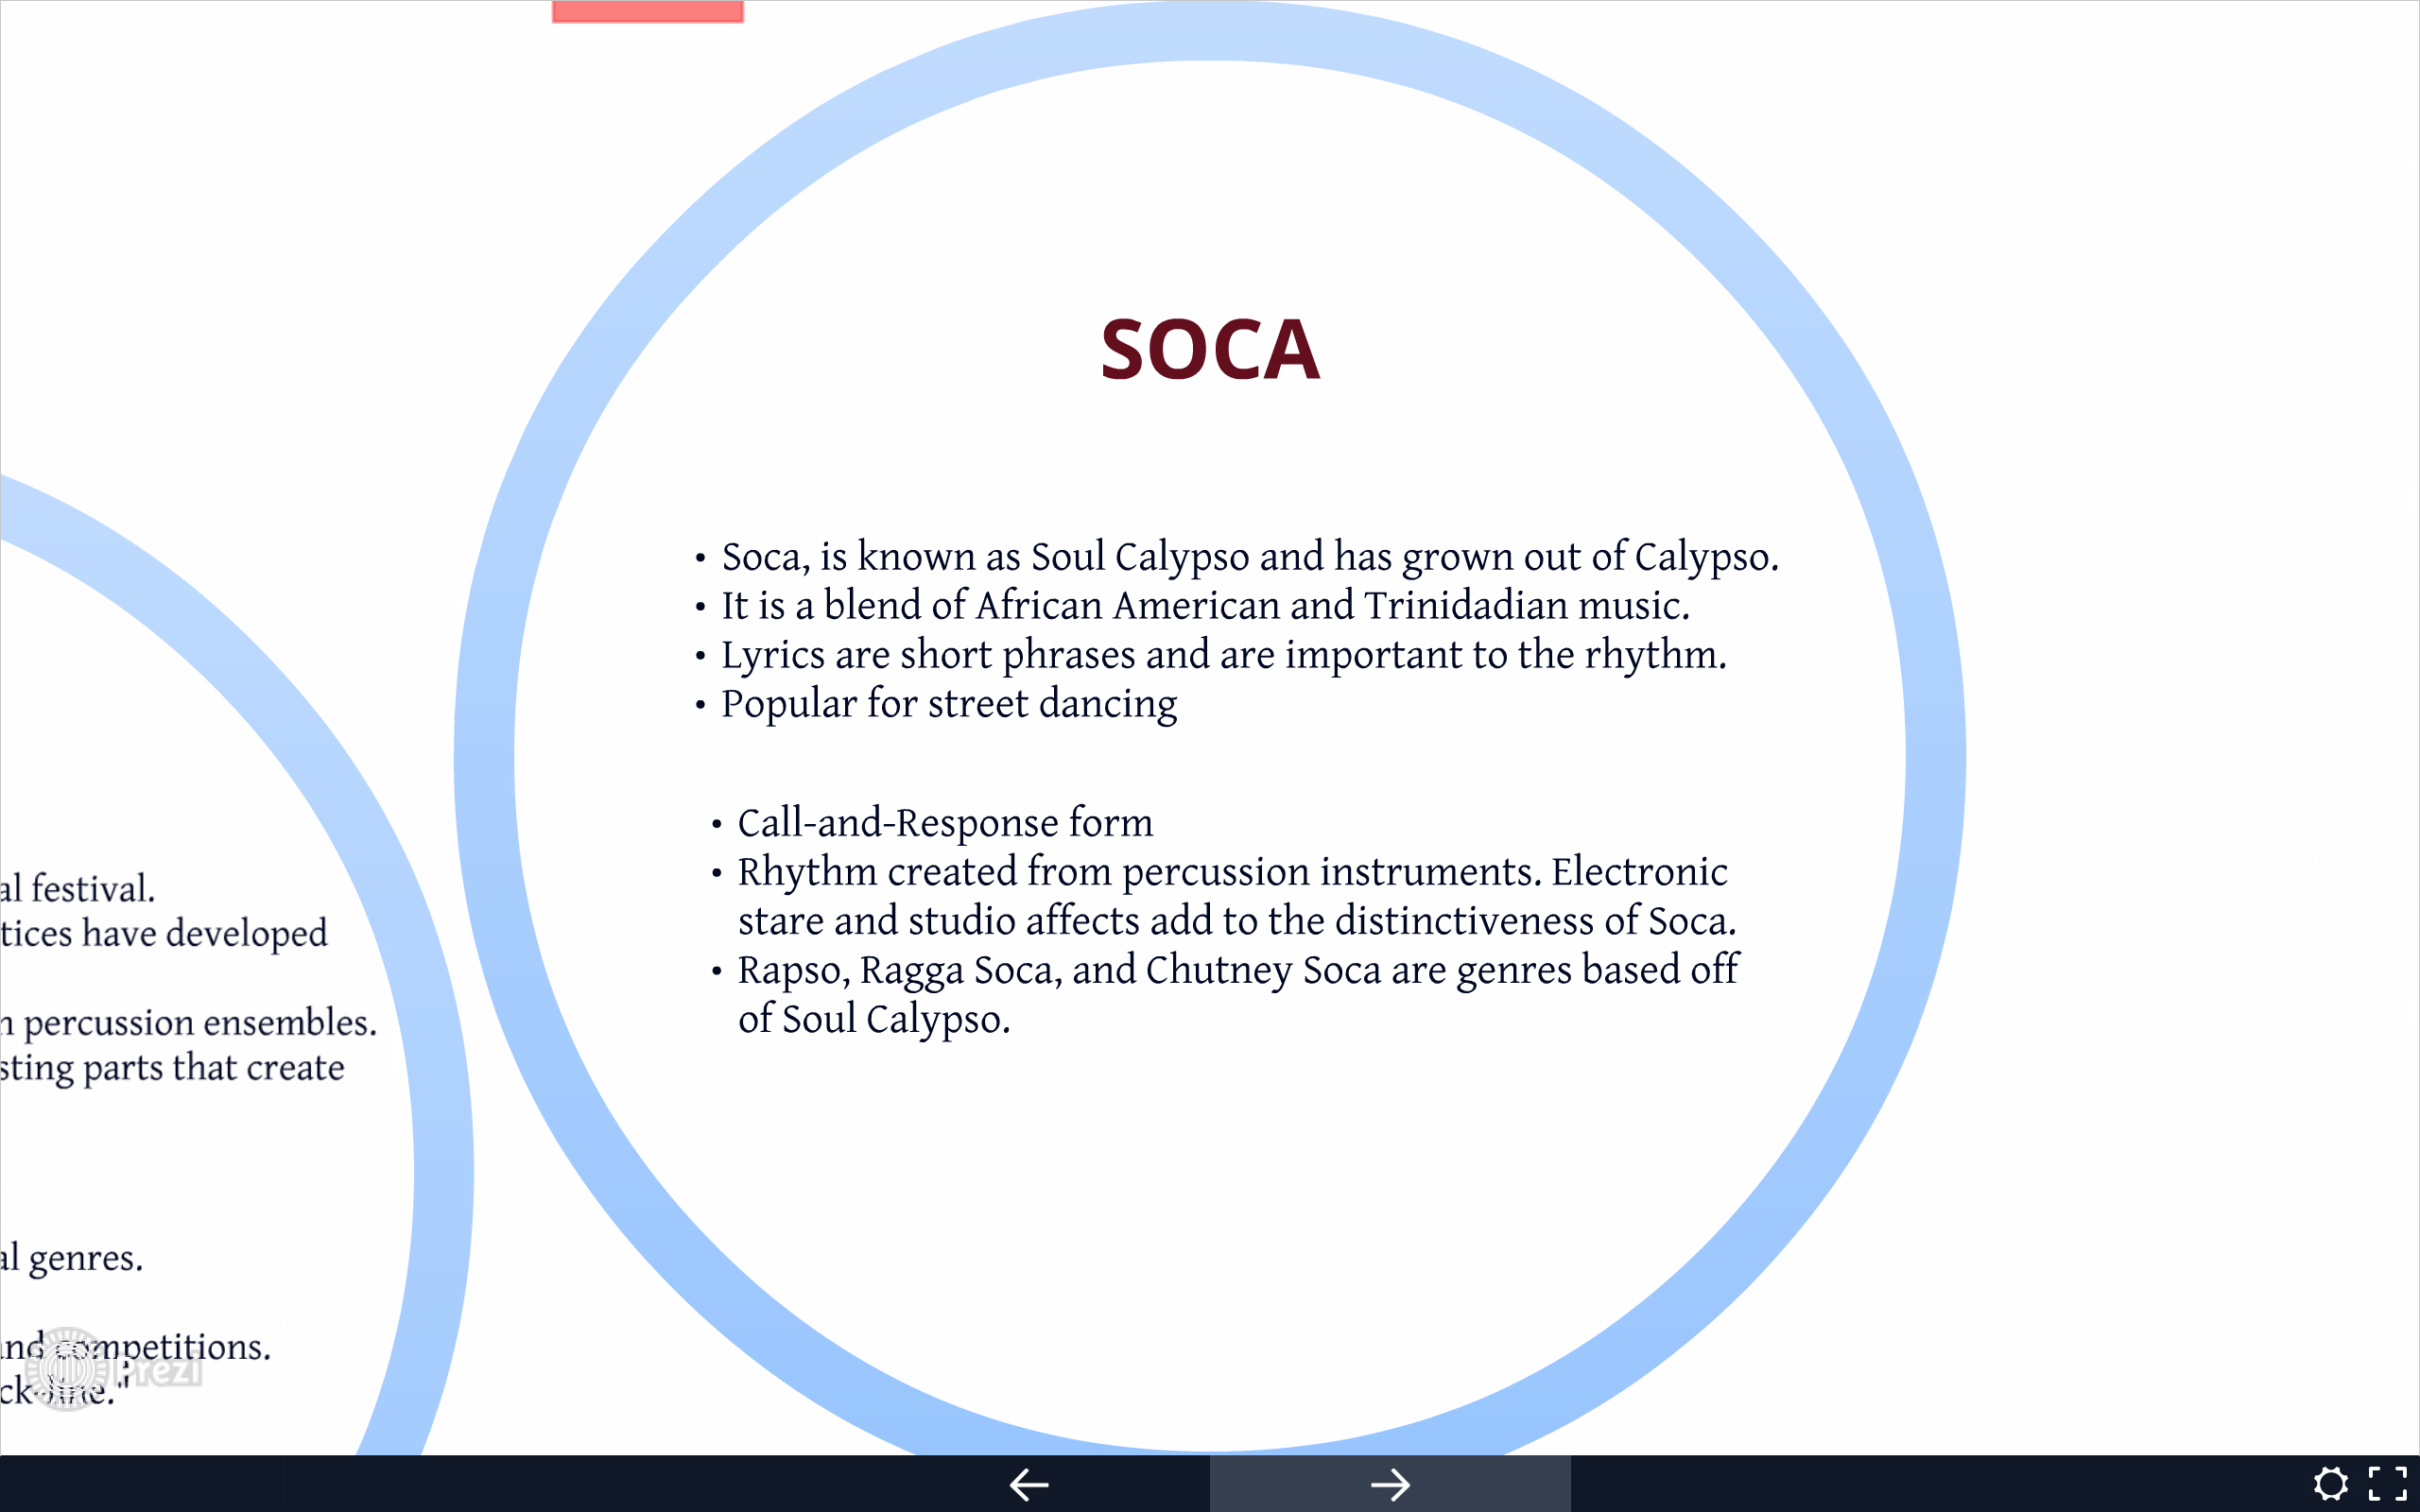 SOCA
• Soca, is known as Soul Calypso and has grown out of Calypso.
• It is a blend of African American and Trinidadian music.
• Lyrics are short phrases and are important to the rhythm.
• Popular for street dancing
• Call-and-Response form
• Rhythm created from percussion instruments. Electronic
stare and studio affects add to the distinctiveness of Soca.
• Rapso, Ragga Soca, and Chutney Soca are genres based off
of Soul Calypso.
al festival.
tices have developed
n percussion ensembles.
sting parts that create
al genres.
and competitions.
ck-line."
Prezi